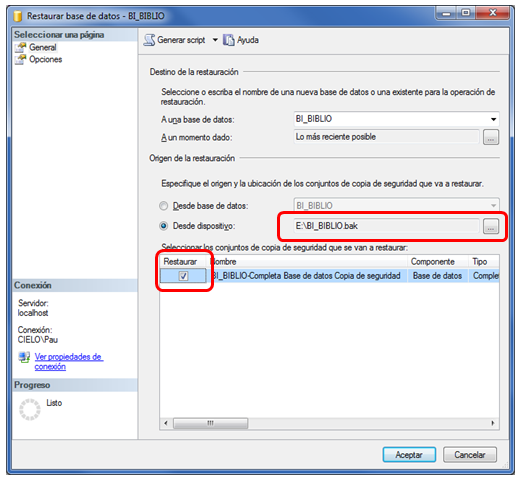 Restaurar base de datos - BI_BIBLIO
Seleccionar una página
General
Opciones
Generar script
Ayuda
Destino de la restauración
Seleccione o escriba el nombre de una nueva base de datos o una existente para la operación de
restauración.
A una base de datos:
BI_BIBLIO
A un momento dado:
Lo más reciente posible
...
Origen de la restauración
Especifique el origen y la ubicación de los conjuntos de copia de seguridad que va a restaurar.
Desde base de datos:
BI_BIBLIO
Desde dispositivo:
E:\BI_BIBLIO.bak
...
Seleccionar los conjuntos de copia de seguridad que se van a restaurar:
Restaurar Nombre Componente Tipo
BI_BIBLIO-Completa Base de datos Copia de seguridad Base de datos Comple
Conexión
Servidor:
localhost
Conexión:
CIELO\Pau
Ver propiedades de
conexión
Progreso
Listo
Aceptar
Cancelar